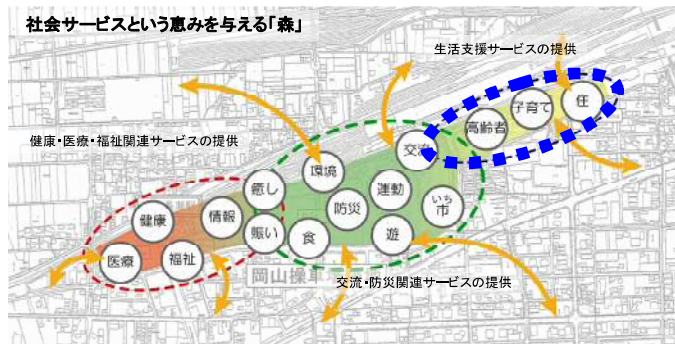 社会サービスという恵みを与える「森」
生活支援サービスの提供
住
子育て
高齢者
健康・医療・福祉関連サービスの提供
交流
環境
運動
癒し
いち
市
防災
情報
健康
賑い
食
遊
福祉
医療
岡山操車
交流・防災関連サービスの提供